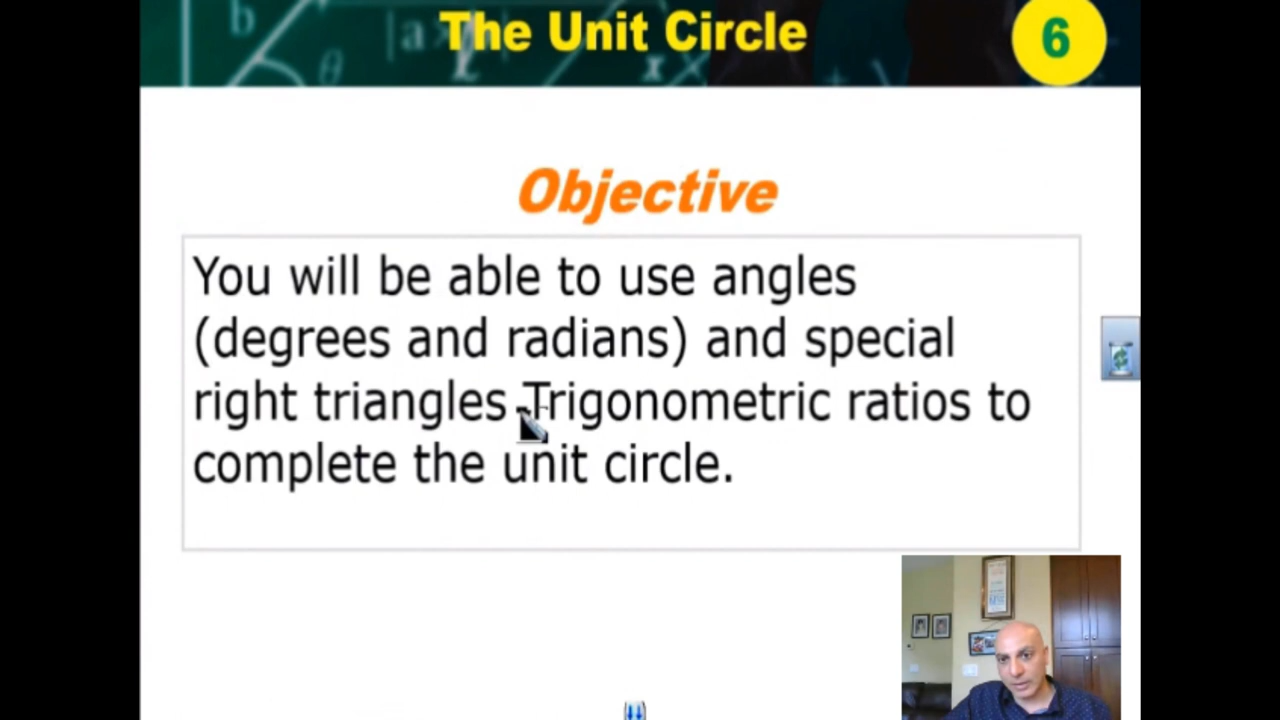 The Unit Circle
6
Objective
You will be able to use angles
(degrees and radians) and special
right triangles Trigonometric ratios to
complete the unit circle.
b
θ
|a
x